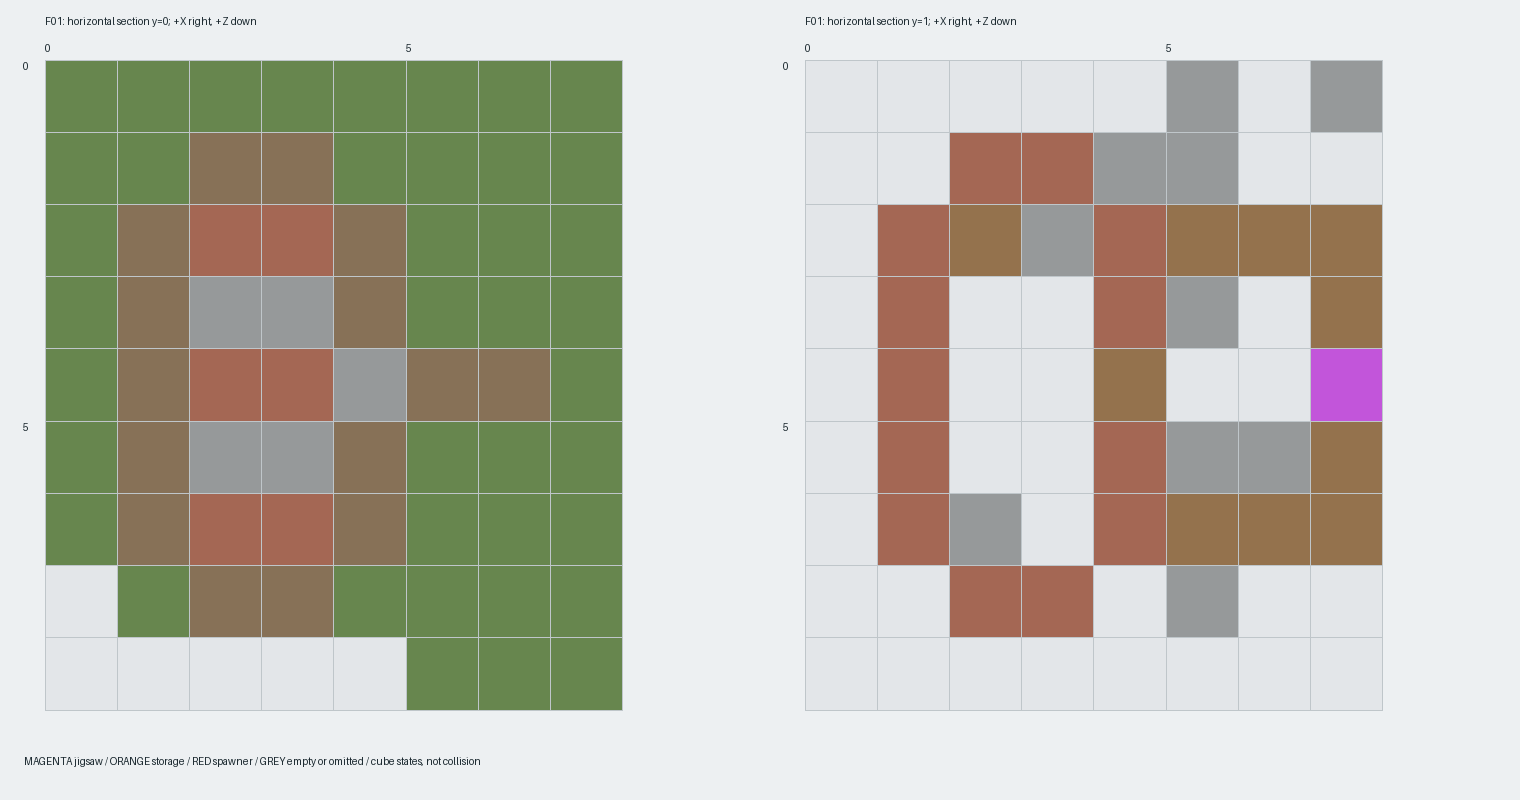 F01: horizontal section y=0; +X right, +Z down
F01: horizontal section y=1; +X right, +Z down
0 5
0 5
0
0
5
5
MAGENTA jigsaw / ORANGE storage / RED spawner / GREY empty or omitted / cube states, not collision